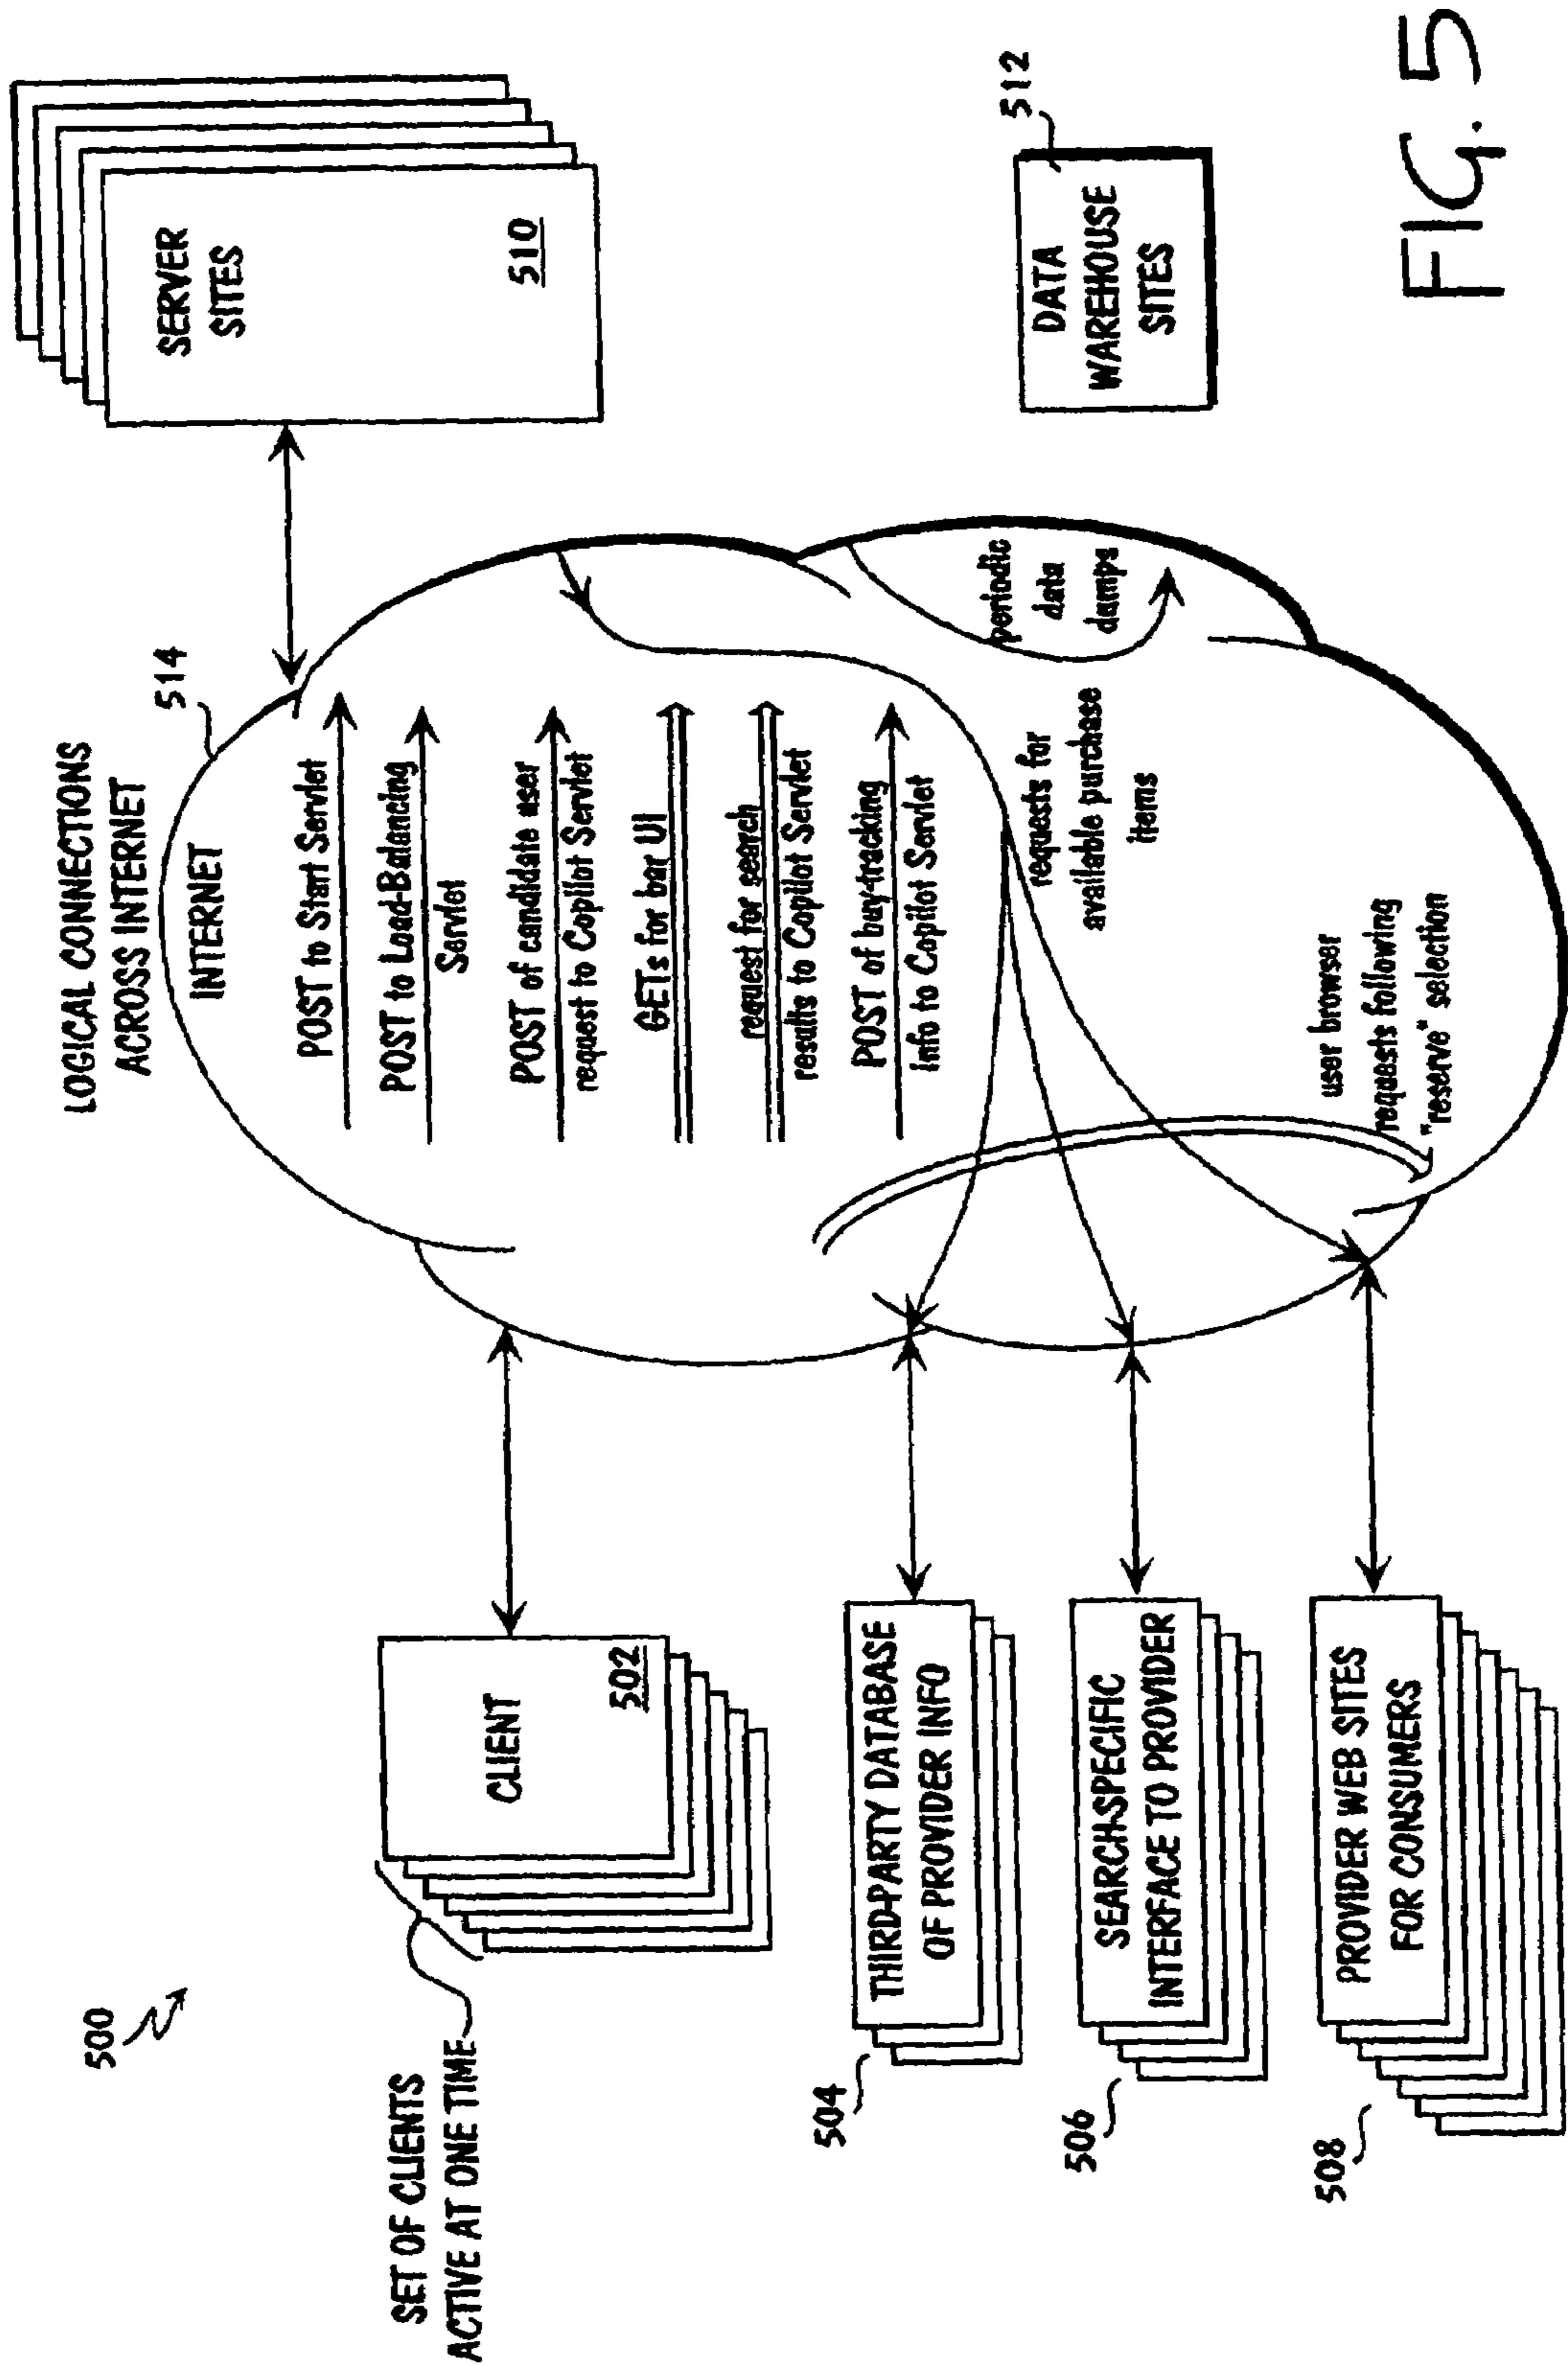 500
SET OF CLIENTS
ACTIVE AT ONE TIME
CLIENT
502
THIRD-PARTY DATABASE
OF PROVIDER INFO
504
SEARCH-SPECIFIC
INTERFACE TO PROVIDER
506
PROVIDER WEB SITES
FOR CONSUMERS
508
LOGICAL CONNECTIONS
ACROSS INTERNET
514
INTERNET
POST to Start Servlet
POST to Load-Balancing
Servlet
POST of candidate user
request to Copilot Servlet
GETs for bar UI
request for search
results to Copilot Servlet
POST of buy-tracking
Info to Copilot Servlet
requests for
available purchase
items
periodic
data
dumps
user browser
requests following
"reserve" selection
SERVER
SITES
510
DATA
WAREHOUSE
SITES
512
FIG. 5